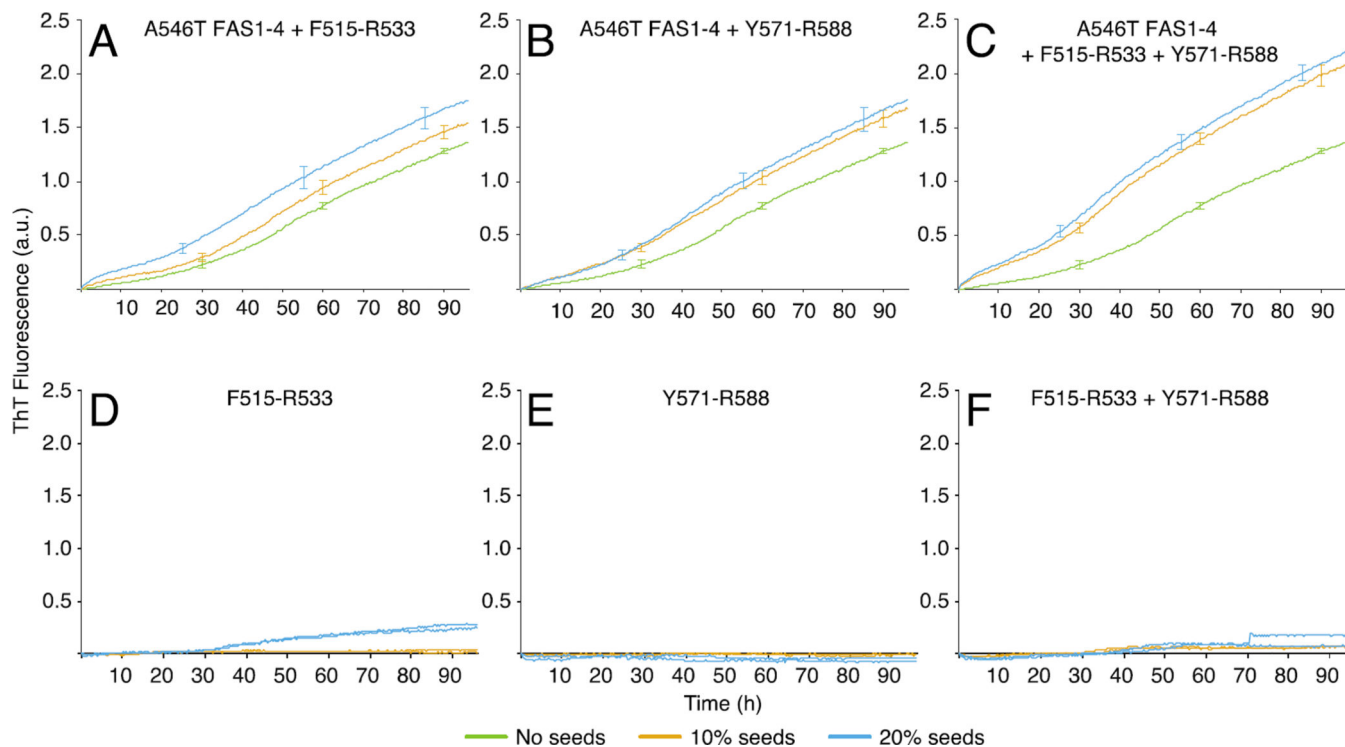 A
A546T FAS1-4 + F515-R533
B
A546T FAS1-4 + Y571-R588
C
A546T FAS1-4
+ F515-R533 + Y571-R588
2.5
2.0
1.5
1.0
0.5
10 20 30 40 50 60 70 80 90
2.5
2.0
1.5
1.0
0.5
10 20 30 40 50 60 70 80 90
2.5
2.0
1.5
1.0
0.5
10 20 30 40 50 60 70 80 90
ThT Fluorescence (a.u.)
D
F515-R533
E
Y571-R588
F
F515-R533 + Y571-R588
2.5
2.0
1.5
1.0
0.5
10 20 30 40 50 60 70 80 90
2.5
2.0
1.5
1.0
0.5
10 20 30 40 50 60 70 80 90
2.5
2.0
1.5
1.0
0.5
10 20 30 40 50 60 70 80 90
Time (h)
No seeds 10% seeds 20% seeds